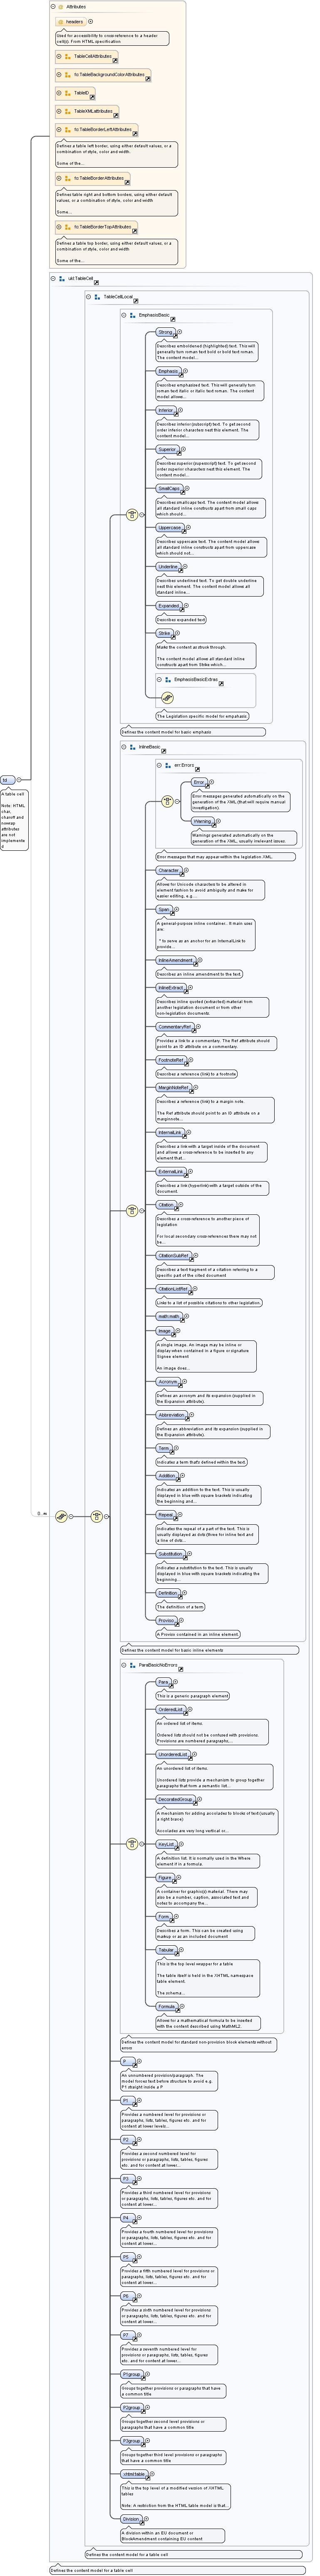 Attributes
headers
Used for accessibility to cross-reference to a header
cell(s). From HTML specification.
TableCellAttributes
fo:TableBackgroundColorAttributes
TableID
TableXMLattributes
fo:TableBorderLeftAttributes
Defines a table left border, using either default values, or a
combination of style, color and width.
Some of the...
fo:TableBorderAttributes
Defines table right and bottom borders, using either default
values, or a combination of style, color and width
Some...
fo:TableBorderTopAttributes
Defines a table top border, using either default values, or a
combination of style, color and width.
Some of the...
ukl:TableCell
TableCellLocal
EmphasisBasic
Strong
Describes emboldened (highlighted) text. This will
generally turn roman text bold or bold text roman.
The content model...
Emphasis
Describes emphasized text. This will generally turn
roman text italic or italic text roman. The content
model allows...
Inferior
Describes inferior (subscript) text. To get second
order inferior characters nest this element. The
content model...
Superior
Describes superior (superscript) text. To get second
order superior characters nest this element. The
content model...
SmallCaps
Describes smallcaps text. The content model allows
all standard inline constructs apart from small caps
which should...
Uppercase
Describes uppercase text. The content model allows
all standard inline constructs apart from uppercase
which should not...
Underline
Describes underlined text. To get double underline
nest this element. The content model allows all
standard inline...
Expanded
Describes expanded text
Strike
Marks the content as struck through.
The content model allows all standard inline
constructs apart from Strike which...
EmphasisBasicExtras
The Legislation specific model for empahasis
Defines the content model for basic emphasis
td
A table cell
Note: HTML
char,
charoff and
nowrap
attributes
are not
implemente
d
InlineBasic
err:Errors
Error
Error messages generated automatically on the
generation of the XML (that will require manual
investigation).
Warning
Warnings generated automatically on the
generation of the XML, usually irrelevant issues.
Error messages that may appear within the legislation XML.
Character
Allows for Unicode characters to be altered in
element fashion to avoid ambiguity and make for
easier editing, e.g....
Span
A general-purpose inline container... It main uses
are:
* to serve as an anchor for an InternalLink to
provide...
InlineAmendment
Describes an inline amendment to the text.
InlineExtract
Describes inline quoted (extracted) material from
another legislation document or from other
non-legislation documents.
CommentaryRef
Provides a link to a commentary. The Ref attribute should
point to an ID attribute on a commentary.
FootnoteRef
Describes a reference (link) to a footnote
MarginNoteRef
Describes a reference (link) to a margin note.
The Ref attribute should point to an ID attribute on a
marginnote...
InternalLink
Describes a link with a target inside of the document
and allows a cross-reference to be inserted to any
element that...
ExternalLink
Describes a link (hyperlink) with a target outside of the
document.
Citation
Describes a cross-reference to another piece of
legislation
For local secondary cross-references there may not
be...
CitationSubRef
Describes a text fragment of a citation referring to a
specific part of the cited document
CitationListRef
Links to a list of possible citations to other legislation
math:math
Image
A single image. An image may be inline or
display when contained in a figure or signature
Signee element
An image does...
Acronym
Defines an acronym and its expansion (supplied in
the Expansion attribute).
Abbreviation
Defines an abbreviation and its expansion (supplied in
the Expansion attribute).
Term
Indicates a term that's defined within the text.
Addition
Indicates an addition to the text. This is usually
displayed in blue with square brackets indicating
the beginning and...
Repeal
Indicates the repeal of a part of the text. This is
usually displayed as dots (three for inline text and
a line of dots...
Substitution
Indicates a substitution to the text. This is usually
displayed in blue with square brackets indicating the
beginning...
Definition
The definition of a term
Proviso
A Proviso contained in an inline element.
Defines the content model for basic inline elements
0..∞
ParaBasicNoErrors
Para
This is a generic paragraph element
OrderedList
An ordered list of items.
Ordered lists should not be confused with provisions.
Provisions are numbered paragraphs,...
UnorderedList
An unordered list of items.
Unordered lists provide a mechanism to group together
paragraphs that form a semantic list...
DecoratedGroup
A mechanism for adding accolades to blocks of text (usually
a right brace)
Accolades are very long vertical or...
KeyList
A definition list. It is normally used in the Where
element if in a formula.
Figure
A container for graphic(s) material. There may also
be a number, caption, associated text and
notes to accompany the...
Form
Describes a form. This can be created using
markup or as an included document
Tabular
This is the top level wrapper for a table
The table itself is held in the XHTML namespace
table element.
The schema...
Formula
Allows for a mathematical formula to be inserted
with the content described using MathML2.
Defines the content model for standard non-provision block elements without
errors
P
An unnumbered provision/paragraph. The
model forces text before structure to avoid e.g.
P1 straight inside a P
P1
Provides a numbered level for provisions or
paragraphs, lists, tables, figures etc. and for
content at lower levels...
P2
Provides a second numbered level for
provisions or paragraphs, lists, tables, figures
etc. and for content at lower...
P3
Provides a third numbered level for provisions
or paragraphs, lists, tables, figures etc. and for
content at lower...
P4
Provides a fourth numbered level for provisions
or paragraphs, lists, tables, figures etc. and for
content at lower...
P5
Provides a fifth numbered level for provisions or
paragraphs, lists, tables, figures etc. and for
content at lower...
P6
Provides a sixth numbered level for provisions
or paragraphs, lists, tables, figures etc. and for
content at lower...
P7
Provides a seventh numbered level for
provisions or paragraphs, lists, tables, figures
etc. and for content at lower...
P1group
Groups together provisions or paragraphs that have
a common title
P2group
Groups together second level provisions or
paragraphs that have a common title
P3group
Groups together third level provisions or paragraphs
that have a common title
xhtml:table
This is the top level of a modified version of XHTML
tables
Note: A restriction from the HTML table model is that...
Division
A division within an EU document or
BlockAmendment containing EU content
Defines the content model for a table cell
Defines the content model for a table cell